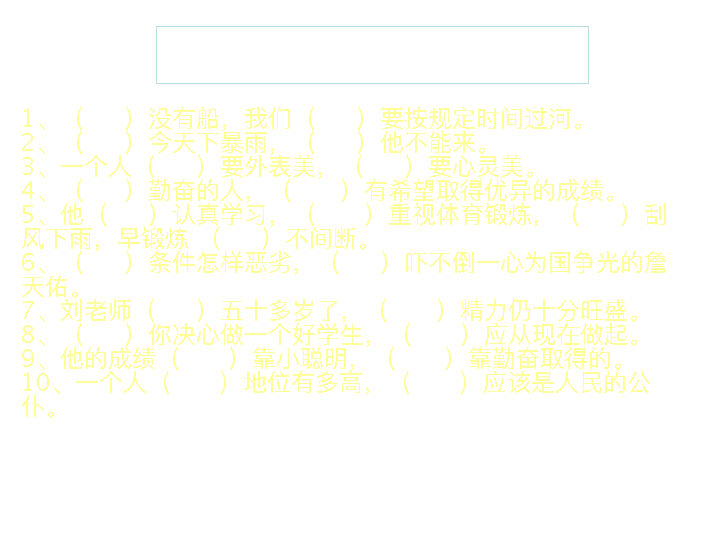 1、（    ）没有船，我们（    ）要按规定时间过河。
2、（    ）今天下暴雨，（    ）他不能来。
3、一个人（    ）要外表美，（    ）要心灵美。
4、（    ）勤奋的人，（    ）有希望取得优异的成绩。
5、他（    ）认真学习，（    ）重视体育锻炼，（    ）刮
风下雨，早锻炼（    ）不间断。
6、（    ）条件怎样恶劣，（    ）吓不倒一心为国争光的詹
天佑。
7、刘老师（    ）五十多岁了，（    ）精力仍十分旺盛。
8、（    ）你决心做一个好学生，（    ）应从现在做起。
9、他的成绩（    ）靠小聪明，（    ）靠勤奋取得的。
10、一个人（    ）地位有多高，（    ）应该是人民的公
仆。